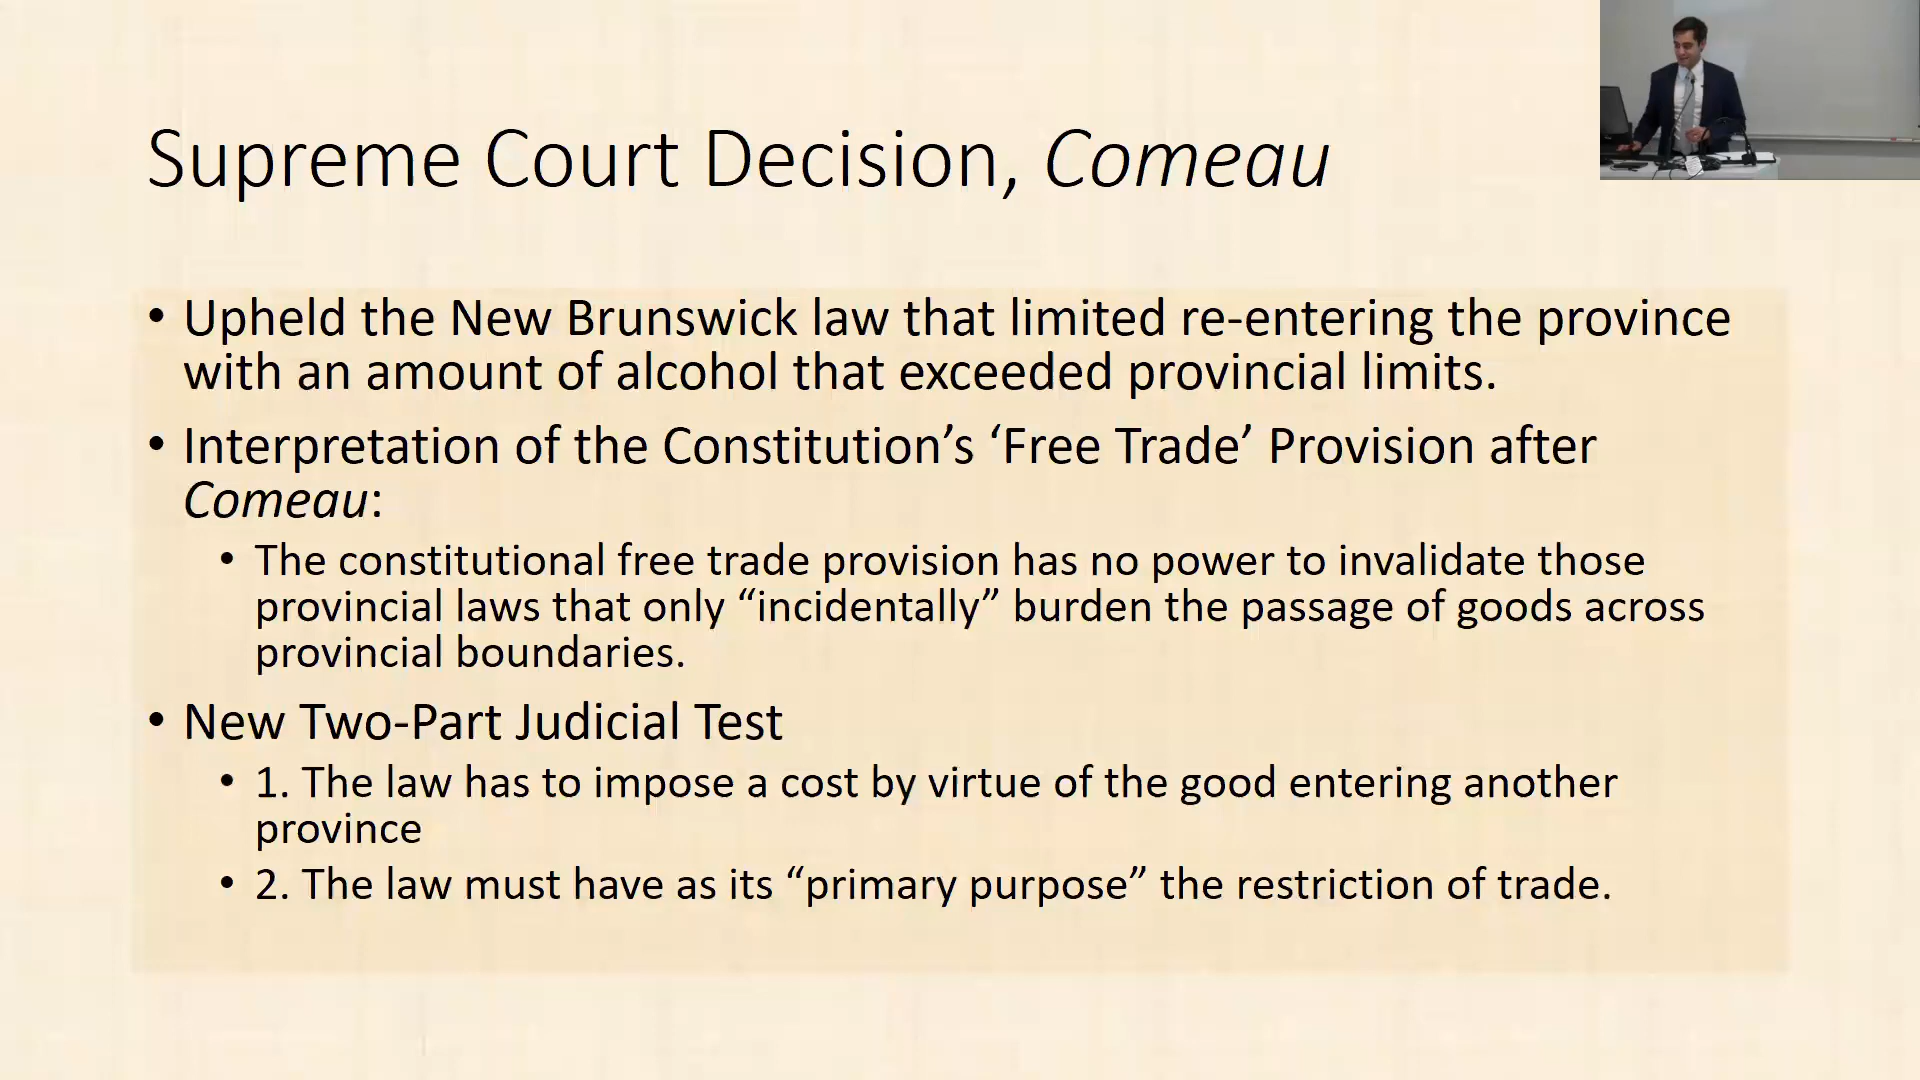 Supreme Court Decision, Comeau
• Upheld the New Brunswick law that limited re-entering the province
with an amount of alcohol that exceeded provincial limits.
• Interpretation of the Constitution’s ‘Free Trade’ Provision after
Comeau:
• The constitutional free trade provision has no power to invalidate those
provincial laws that only “incidentally” burden the passage of goods across
provincial boundaries.
• New Two-Part Judicial Test
• 1. The law has to impose a cost by virtue of the good entering another
province
• 2. The law must have as its “primary purpose” the restriction of trade.